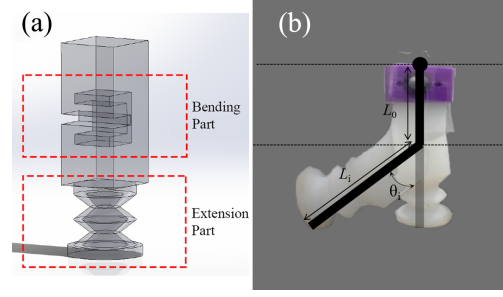 (a)
Bending
Part
Extension
Part
(b)
L0
Li
θi